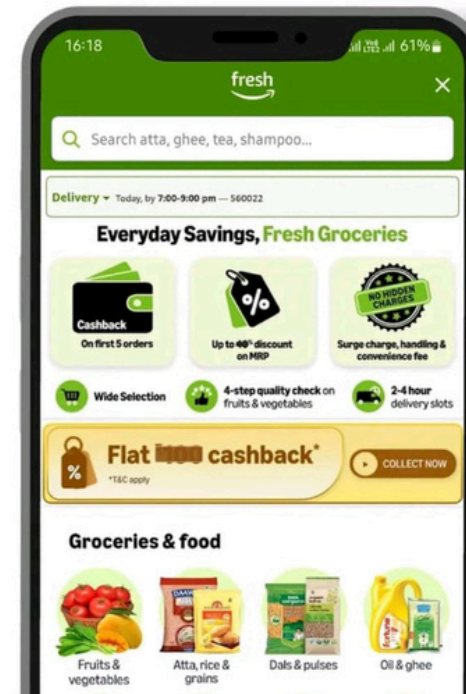 16:18
61%
fresh
Search atta, ghee, tea, shampoo...
Delivery Today, by 7:00-9:00 pm — 560022
Everyday Savings, Fresh Groceries
Cashback
On first 5 orders
%
Up to discount
on MRP
NO HIDDEN
CHARGES
Surge charge, handling &
convenience fee
Wide Selection
4-step quality check on
fruits & vegetables
2-4 hour
delivery slots
%
Flat cashback*
*T&C apply
COLLECT NOW
Groceries & food
Fruits &
vegetables
Atta, rice &
grains
Dals & pulses
Oil & ghee
fortune